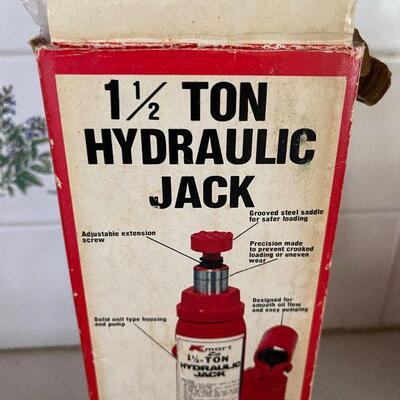 1 1/2 TON
HYDRAULIC
JACK
Grooved steel saddle
for safer loading
Adjustable extension
screw
Precision made
to prevent crooked
loading or uneven
wear
Designed for
smooth oil flow
and easy pumping
Solid unit type housing
and pump
Kmart
1½-TON
HYDRAULIC
JACK